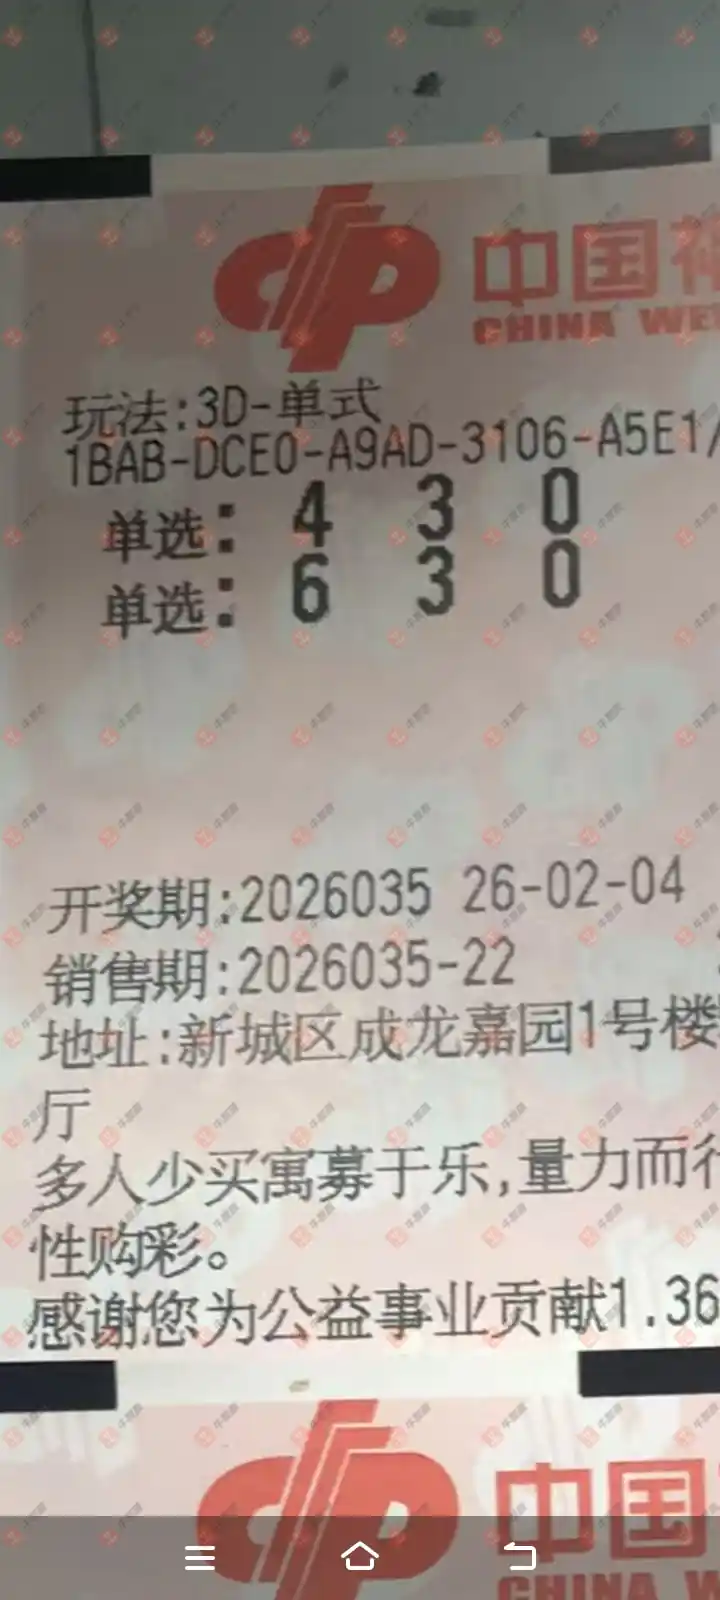 中国福
CHINA WEL
玩法:3D-单式
1BAB-DCE0-A9AD-3106-A5E1/
单选: 4 3 0
单选: 6 3 0
开奖期:2026035 26-02-04
销售期:2026035-22
地址:新城区成龙嘉园1号楼
厅
多人少买寓募于乐,量力而行
性购彩。
感谢您为公益事业贡献1.36
中国
CHINA W